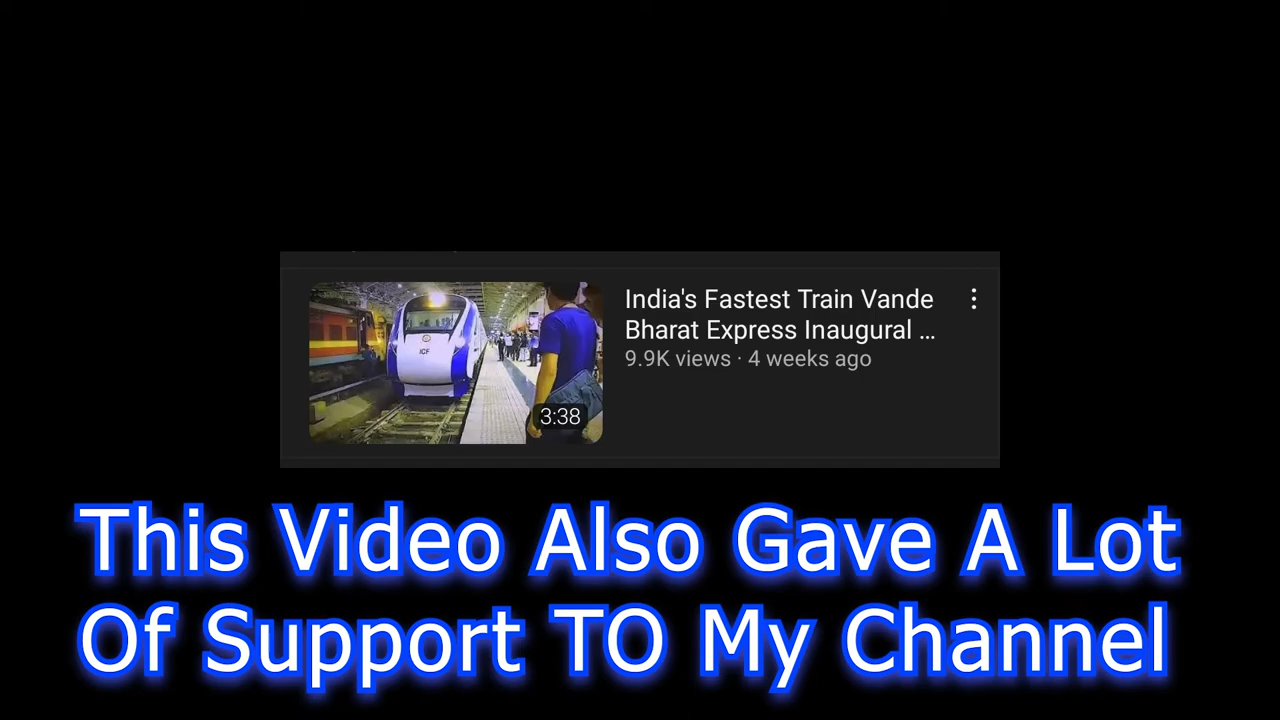 India's Fastest Train Vande
Bharat Express Inaugural ...
9.9K views · 4 weeks ago
ICF
3:38
This Video Also Gave A Lot
Of Support TO My Channel